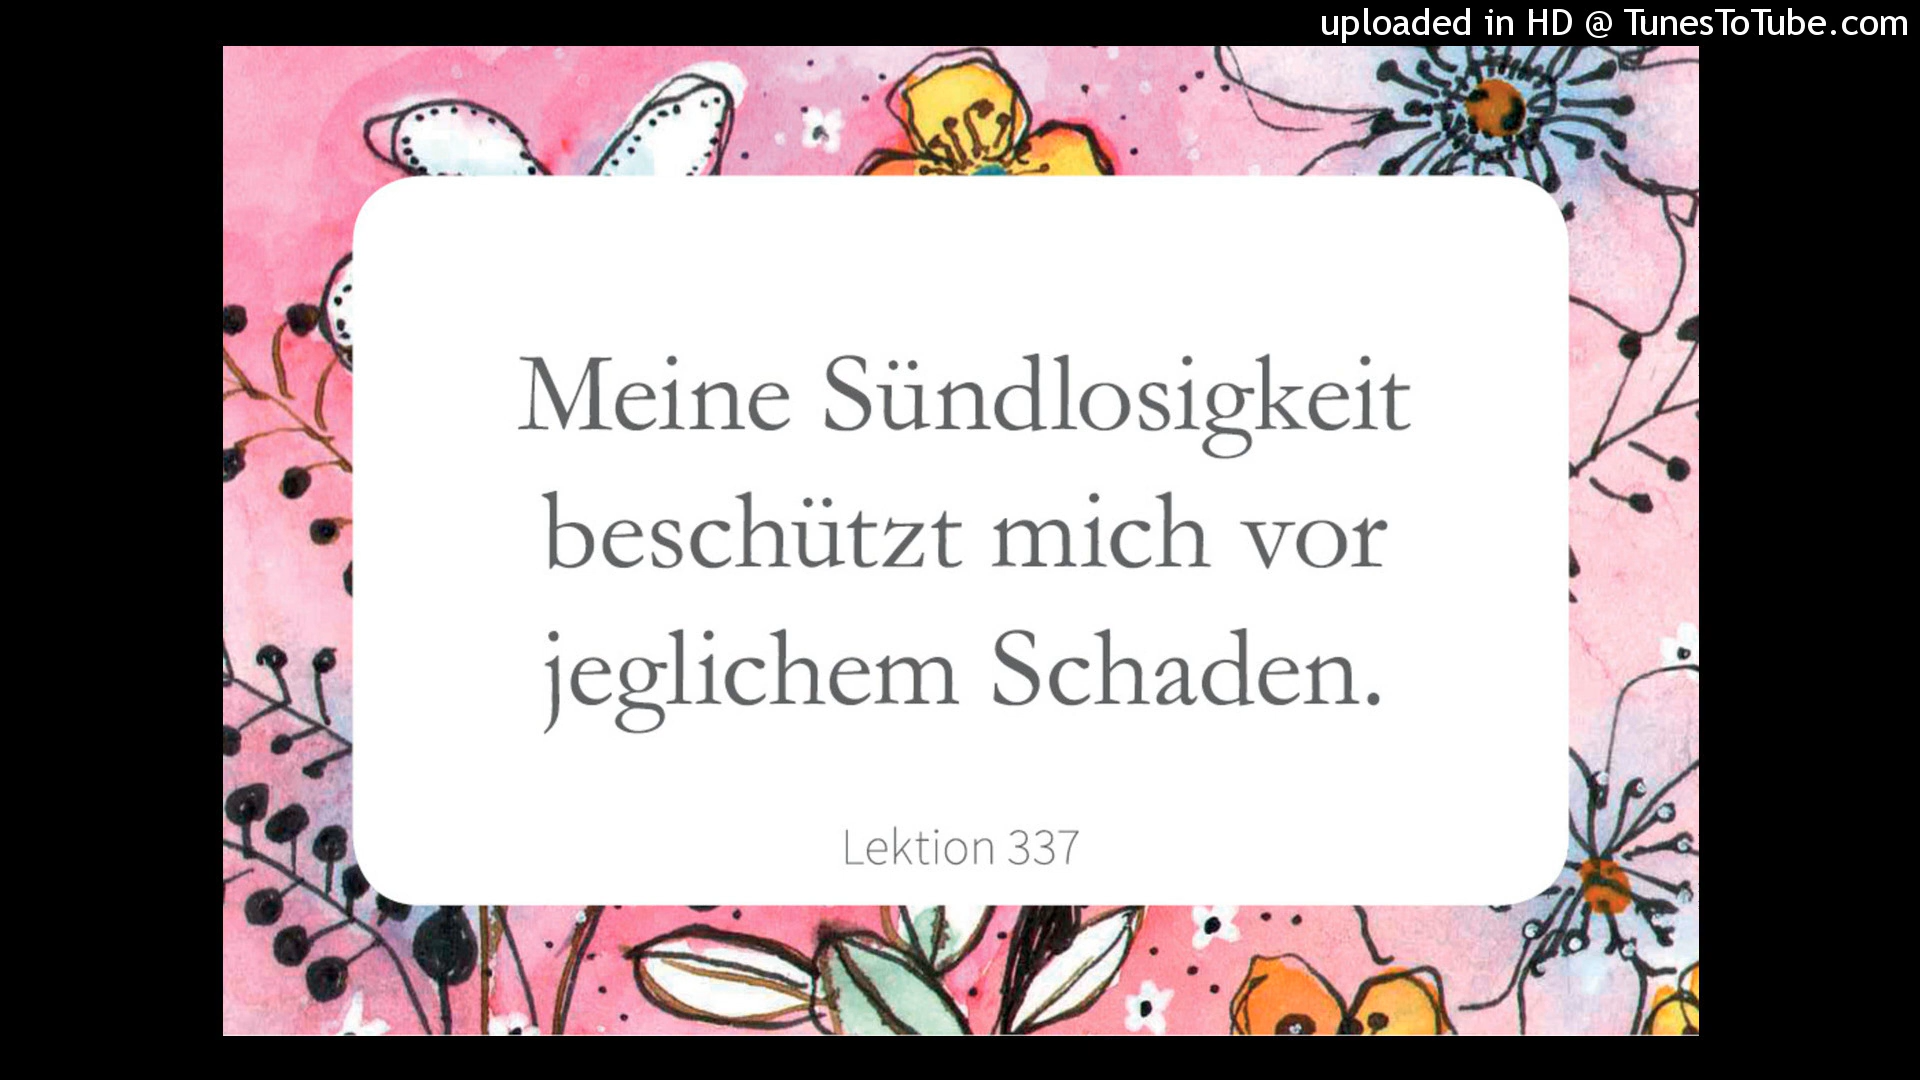 uploaded in HD @ TunesToTube.com
Meine Sündlosigkeit
beschützt mich vor
jeglichem Schaden.
Lektion 337